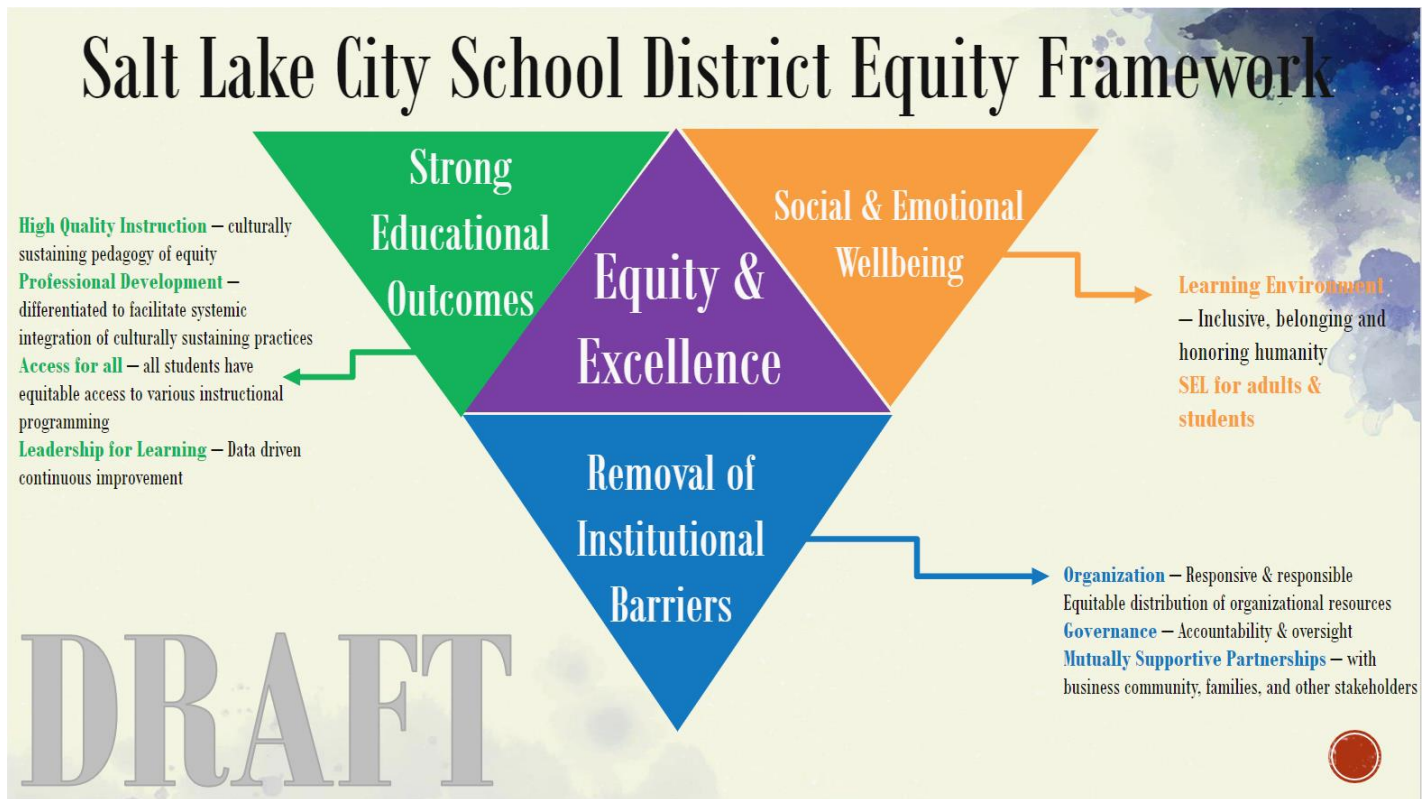 Salt Lake City School District Equity Framework
Strong
Educational
Outcomes
Equity &
Excellence
Social & Emotional
Wellbeing
Removal of
Institutional
Barriers
High Quality Instruction – culturally
sustaining pedagogy of equity
Professional Development –
differentiated to facilitate systemic
integration of culturally sustaining practices
Access for all – all students have
equitable access to various instructional
programming
Leadership for Learning – Data driven
continuous improvement
Learning Environment
– Inclusive, belonging and
honoring humanity
SEL for adults &
students
Organization – Responsive & responsible
Equitable distribution of organizational resources
Governance – Accountability & oversight
Mutually Supportive Partnerships – with
business community, families, and other stakeholders
DRAFT